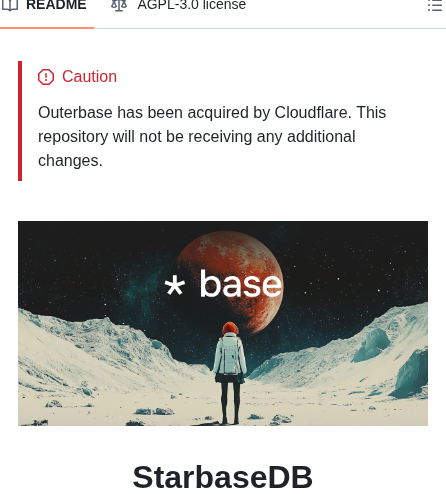 README AGPL-3.0 license
Caution
Outerbase has been acquired by Cloudflare. This
repository will not be receiving any additional
changes.
* base
StarbaseDB